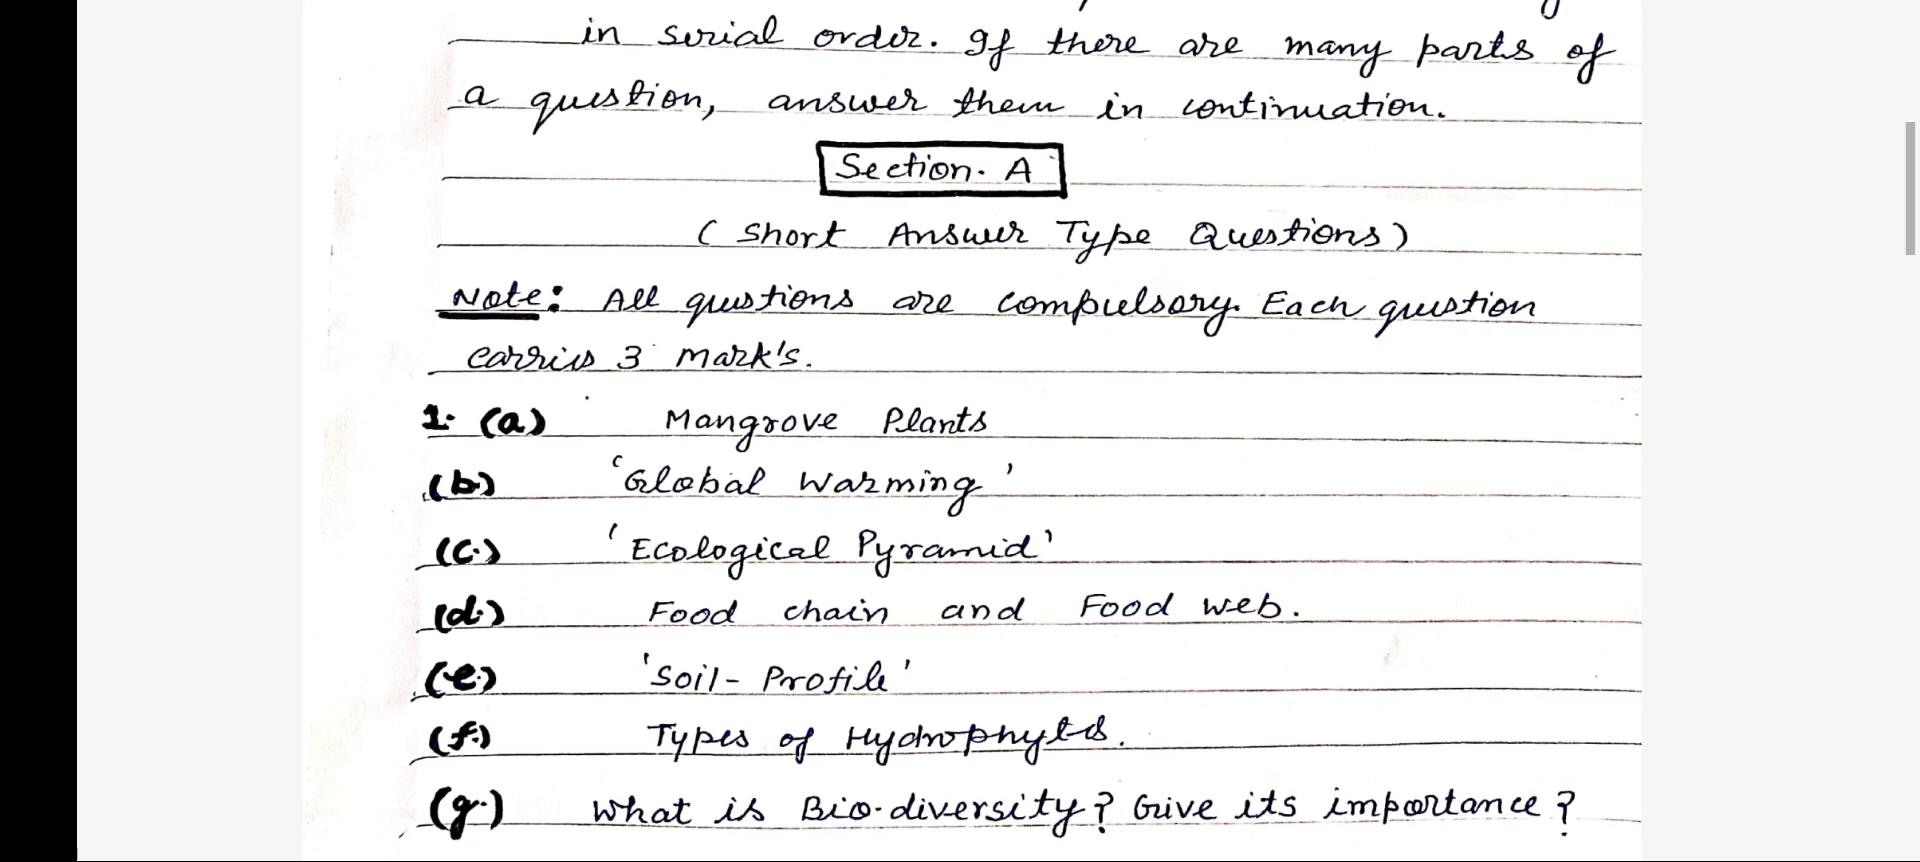 in serial order. If there are many parts of
a question, answer them in continuation.
Section. A
( Short Answer Type Questions )
Note: All questions are compulsory. Each question
carries 3 Mark's.
1. (a) Mangrove Plants
(b) 'Global Warming'
(c.) 'Ecological Pyramid'
(d.) Food chain and Food web.
(e.) 'Soil - Profile'
(f.) Types of Hydrophytes.
(g.) What is Bio-diversity? Give its importance?